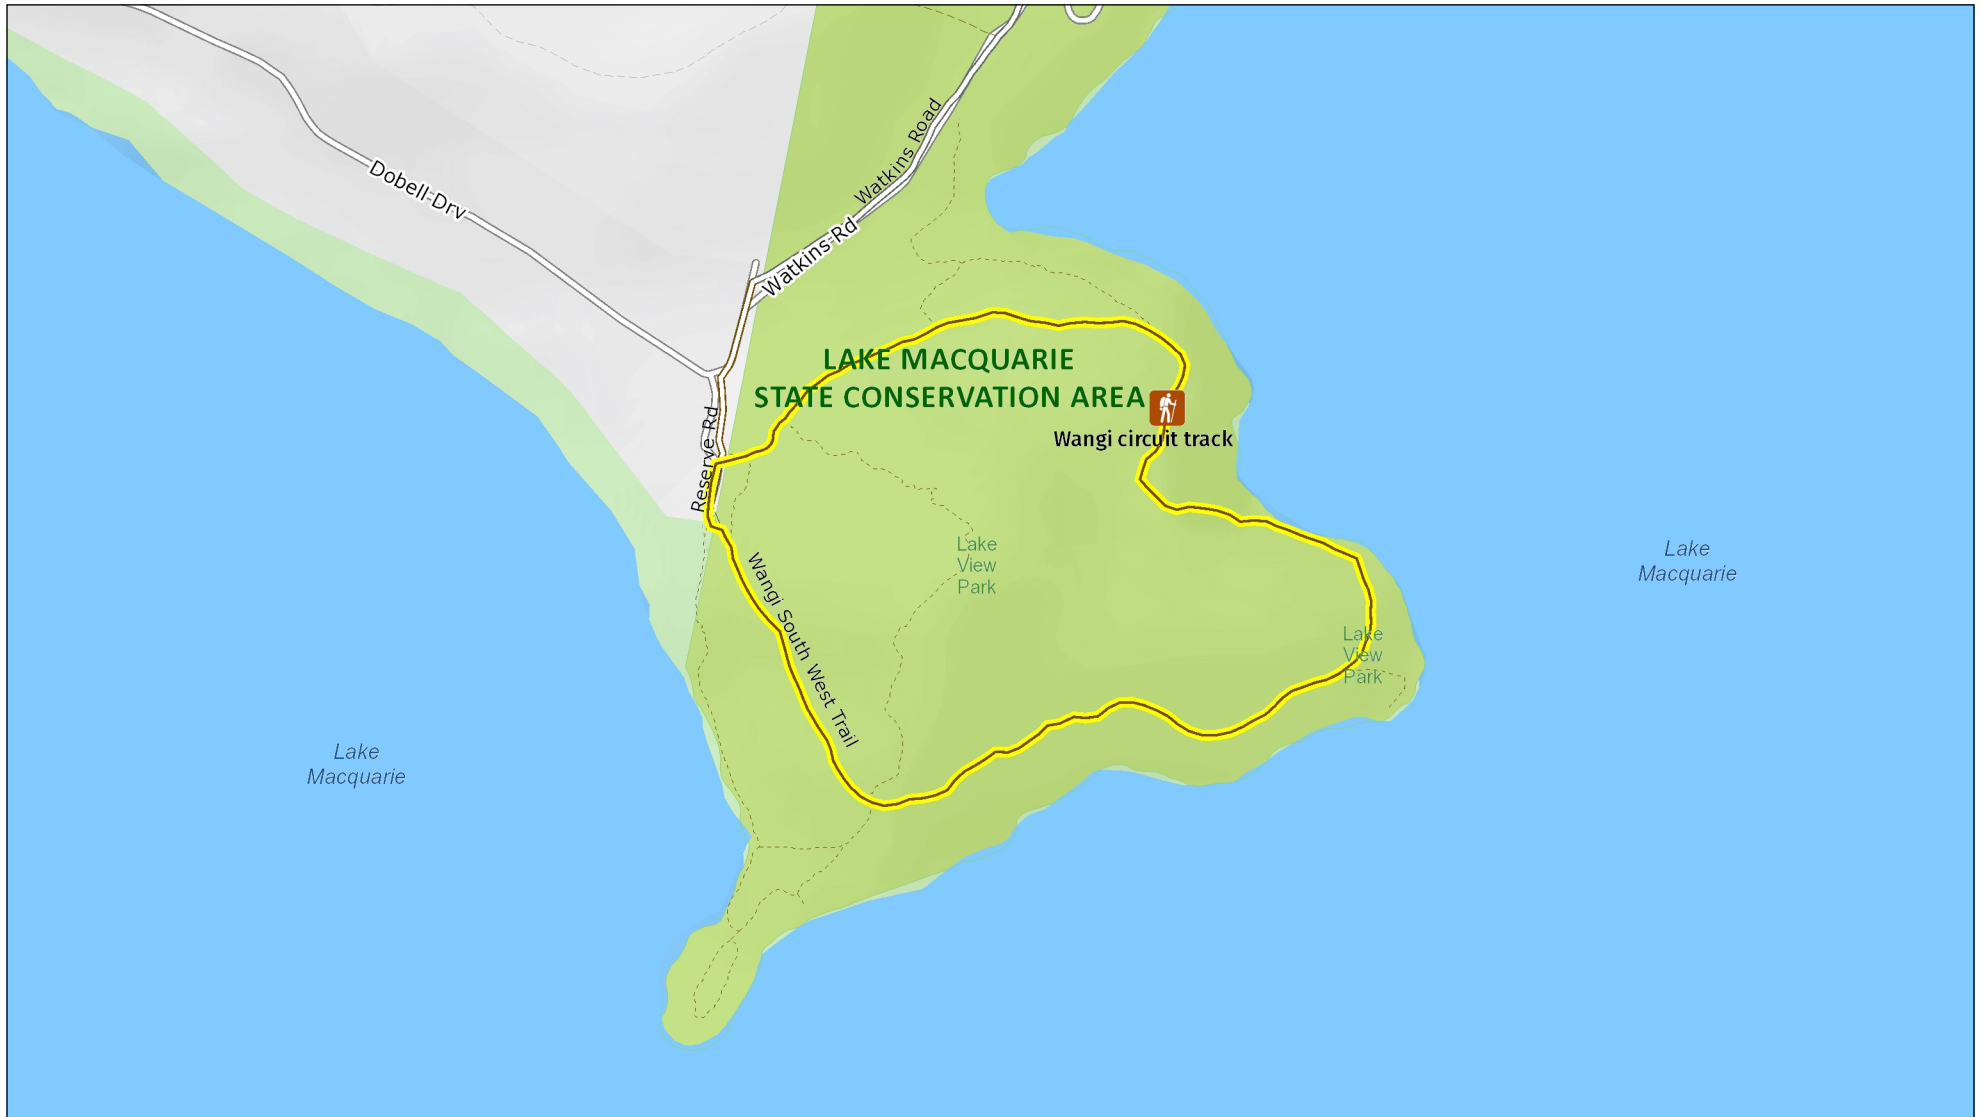 Dobell Drv
Watkins Road
Watkins Rd
LAKE MACQUARIE
STATE CONSERVATION AREA
Reserve Rd
Wangi circuit track
Lake
View
Park
Lake
Macquarie
Wangi South West Trail
Lake
View
Park
Lake
Macquarie